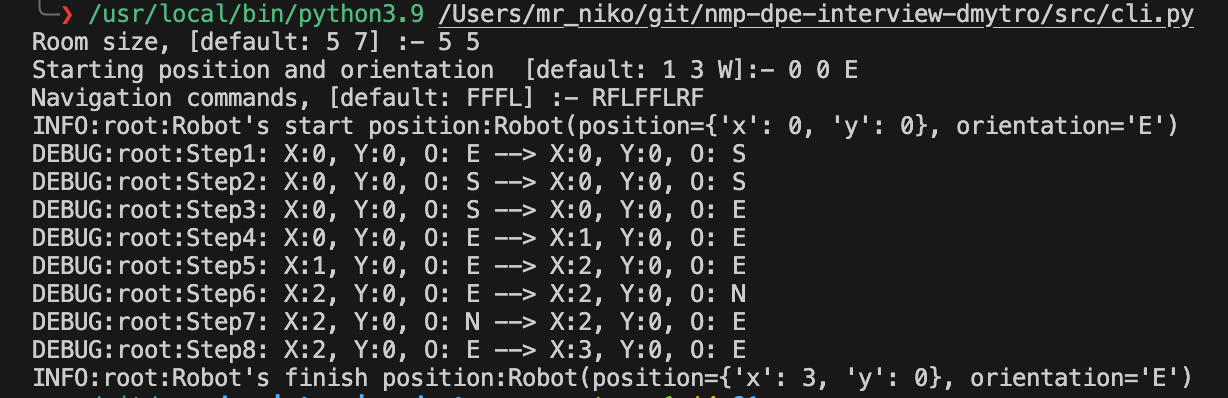 ❯ /usr/local/bin/python3.9 /Users/mr_niko/git/nmp-dpe-interview-dmytro/src/cli.py
Room size, [default: 5 7] :- 5 5
Starting position and orientation  [default: 1 3 W]:- 0 0 E
Navigation commands, [default: FFFL] :- RFLFFLRF
INFO:root:Robot's start position:Robot(position={'x': 0, 'y': 0}, orientation='E')
DEBUG:root:Step1: X:0, Y:0, O: E --> X:0, Y:0, O: S
DEBUG:root:Step2: X:0, Y:0, O: S --> X:0, Y:0, O: S
DEBUG:root:Step3: X:0, Y:0, O: S --> X:0, Y:0, O: E
DEBUG:root:Step4: X:0, Y:0, O: E --> X:1, Y:0, O: E
DEBUG:root:Step5: X:1, Y:0, O: E --> X:2, Y:0, O: E
DEBUG:root:Step6: X:2, Y:0, O: E --> X:2, Y:0, O: N
DEBUG:root:Step7: X:2, Y:0, O: N --> X:2, Y:0, O: E
DEBUG:root:Step8: X:2, Y:0, O: E --> X:3, Y:0, O: E
INFO:root:Robot's finish position:Robot(position={'x': 3, 'y': 0}, orientation='E')